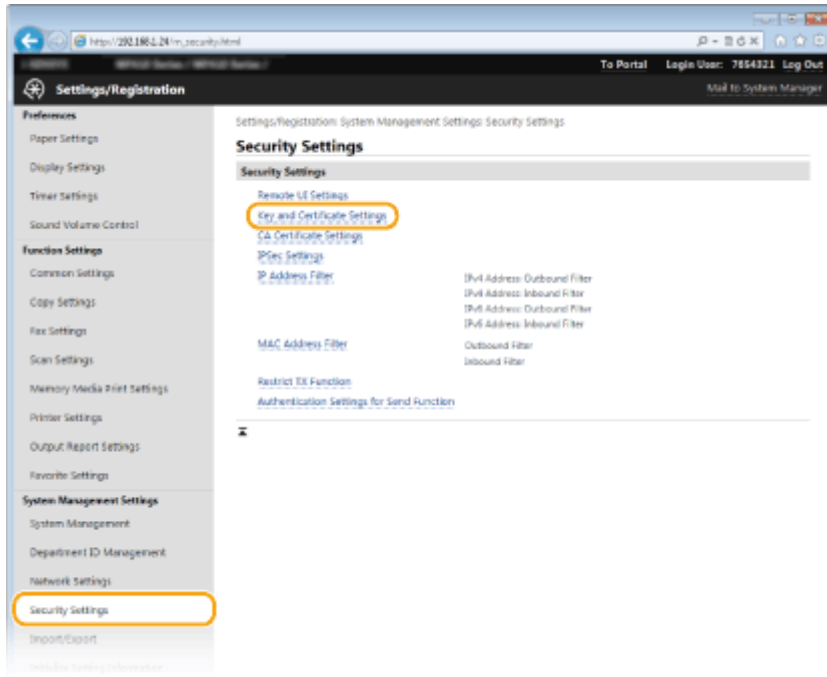 http://192.168.1.24/m_security.html
To Portal Login User: 7654321 Log Out
Settings/Registration
Mail to System Manager
Preferences
Paper Settings
Display Settings
Timer Settings
Sound Volume Control
Function Settings
Common Settings
Copy Settings
Fax Settings
Scan Settings
Memory Media Print Settings
Printer Settings
Output Report Settings
Favorite Settings
System Management Settings
System Management
Department ID Management
Network Settings
Security Settings
Import/Export
Initialize Setting Information
Settings/Registration: System Management Settings: Security Settings
Security Settings
Security Settings
Remote UI Settings
Key and Certificate Settings
CA Certificate Settings
IPSec Settings
IP Address Filter
IPv4 Address: Outbound Filter
IPv4 Address: Inbound Filter
IPv6 Address: Outbound Filter
IPv6 Address: Inbound Filter
MAC Address Filter
Outbound Filter
Inbound Filter
Restrict TX Function
Authentication Settings for Send Function